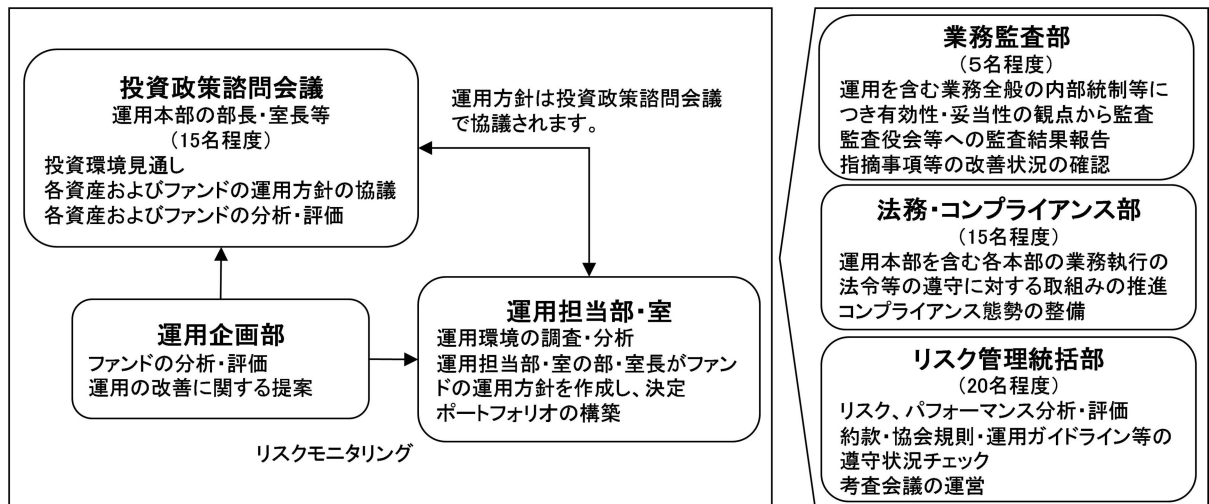 投資政策諮問会議
運用本部の部長・室長等
(15名程度)
投資環境見通し
各資産およびファンドの運用方針の協議
各資産およびファンドの分析・評価
運用方針は投資政策諮問会議
で協議されます。
運用企画部
ファンドの分析・評価
運用の改善に関する提案
運用担当部・室
運用環境の調査・分析
運用担当部・室の部・室長がファン
ドの運用方針を作成し、決定
ポートフォリオの構築
リスクモニタリング
業務監査部
(5名程度)
運用を含む業務全般の内部統制等に
つき有効性・妥当性の観点から監査
監査役会等への監査結果報告
指摘事項等の改善状況の確認
法務・コンプライアンス部
(15名程度)
運用本部を含む各本部の業務執行の
法令等の遵守に対する取組みの推進
コンプライアンス態勢の整備
リスク管理統括部
(20名程度)
リスク、パフォーマンス分析・評価
約款・協会規則・運用ガイドライン等の
遵守状況チェック
考査会議の運営